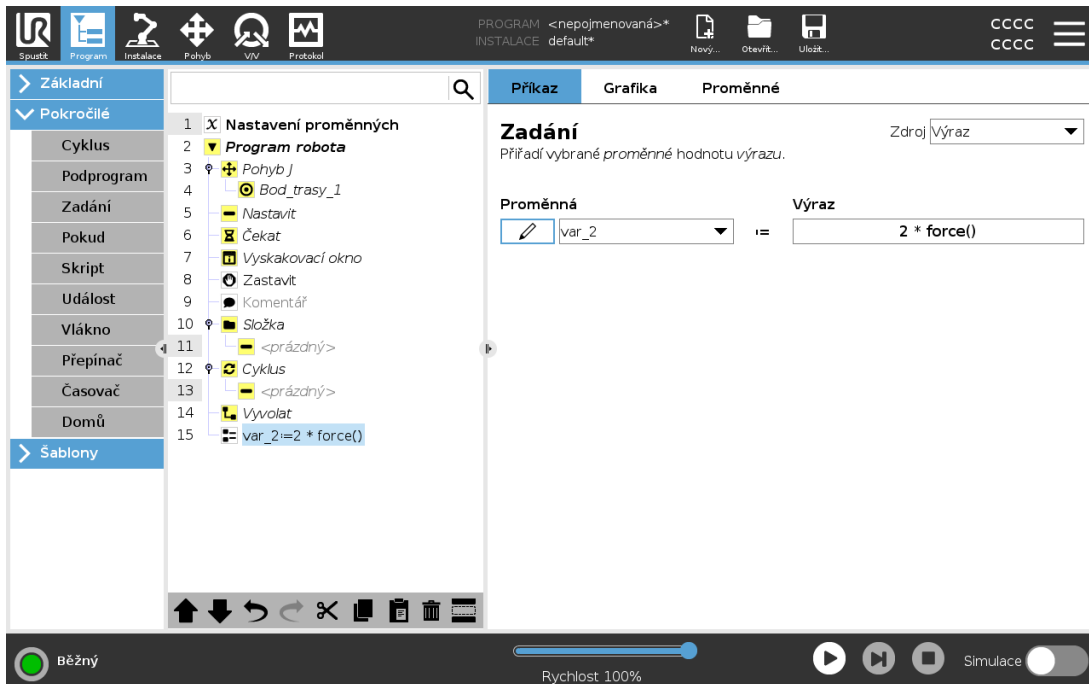 PROGRAM <nepojmenovaná>*
INSTALACE default*
Spustit Program Instalace Pohyb V/V Protokol
Nový... Otevřít... Uložit...
CCCC
CCCC
Základní
Pokročilé
Cyklus
Podprogram
Zadání
Pokud
Skript
Událost
Vlákno
Přepínač
Časovač
Domů
Šablony
1 X Nastavení proměnných
2 Program robota
3 Pohyb J
4 Bod_trasy_1
5 Nastavit
6 Čekat
7 Vyskakovací okno
8 Zastavit
9 Komentář
10 Složka
11 <prázdný>
12 Cyklus
13 <prázdný>
14 Vyvolat
15 var_2:=2 * force()
Příkaz Grafika Proměnné
Zadání
Zdroj Výraz
Přiřadí vybrané proměnné hodnotu výrazu.
Proměnná Výraz
var_2 := 2 * force()
Běžný
Rychlost 100%
Simulace